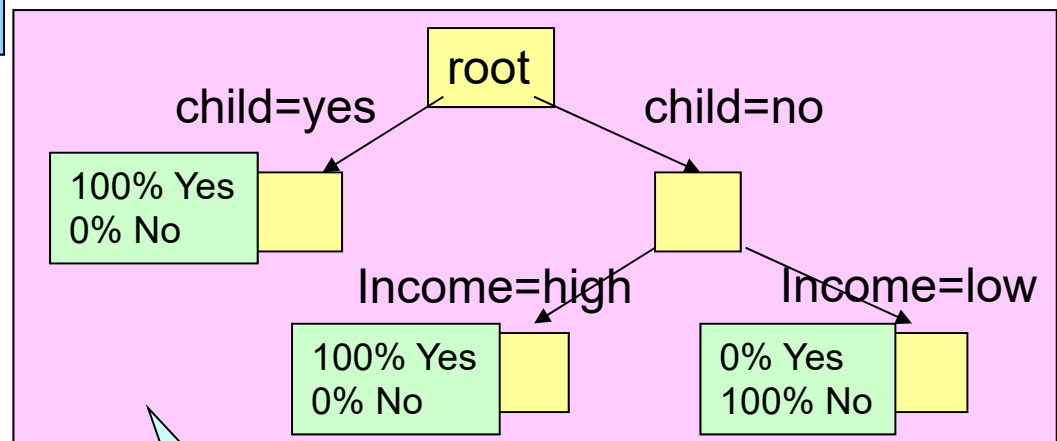 root
child=yes
child=no
100% Yes
0% No
Income=high
Income=low
100% Yes
0% No
0% Yes
100% No